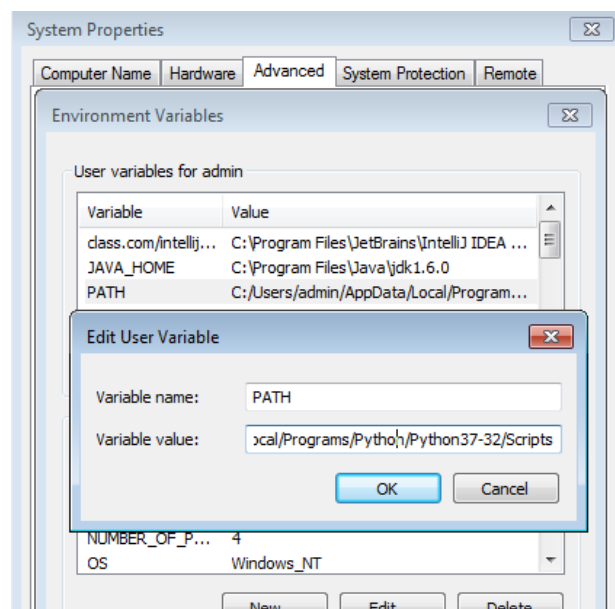 System Properties
Computer Name Hardware Advanced System Protection Remote
Environment Variables
User variables for admin
Variable Value
class.com/intellij... C:\Program Files\JetBrains\IntelliJ IDEA ...
JAVA_HOME C:\Program Files\Java\jdk1.6.0
PATH C:/Users/admin/AppData/Local/Program...
Edit User Variable
Variable name: PATH
Variable value: ocal/Programs/Python/Python37-32/Scripts
OK Cancel
NUMBER_OF_P... 4
OS Windows_NT
New... Edit... Delete